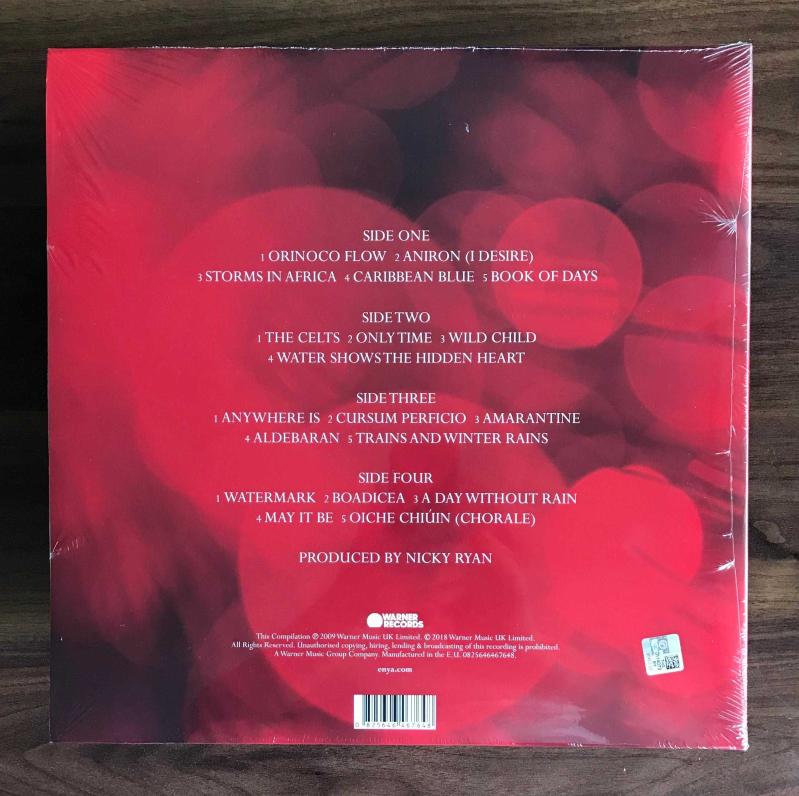 SIDE ONE
1 ORINOCO FLOW 2 ANIRON (I DESIRE)
3 STORMS IN AFRICA 4 CARIBBEAN BLUE 5 BOOK OF DAYS
SIDE TWO
1 THE CELTS 2 ONLY TIME 3 WILD CHILD
4 WATER SHOWS THE HIDDEN HEART
SIDE THREE
1 ANYWHERE IS 2 CURSUM PERFICIO 3 AMARANTINE
4 ALDEBARAN 5 TRAINS AND WINTER RAINS
SIDE FOUR
1 WATERMARK 2 BOADICEA 3 A DAY WITHOUT RAIN
4 MAY IT BE 5 OICHE CHIÚIN (CHORALE)
PRODUCED BY NICKY RYAN
WARNER
RECORDS
This Compilation ℗ 2009 Warner Music UK Limited. © 2018 Warner Music UK Limited.
All Rights Reserved. Unauthorised copying, hiring, lending & broadcasting of this recording is prohibited.
A Warner Music Group Company. Manufactured in the E.U. 0825646467648.
enya.com
0 825646 467648